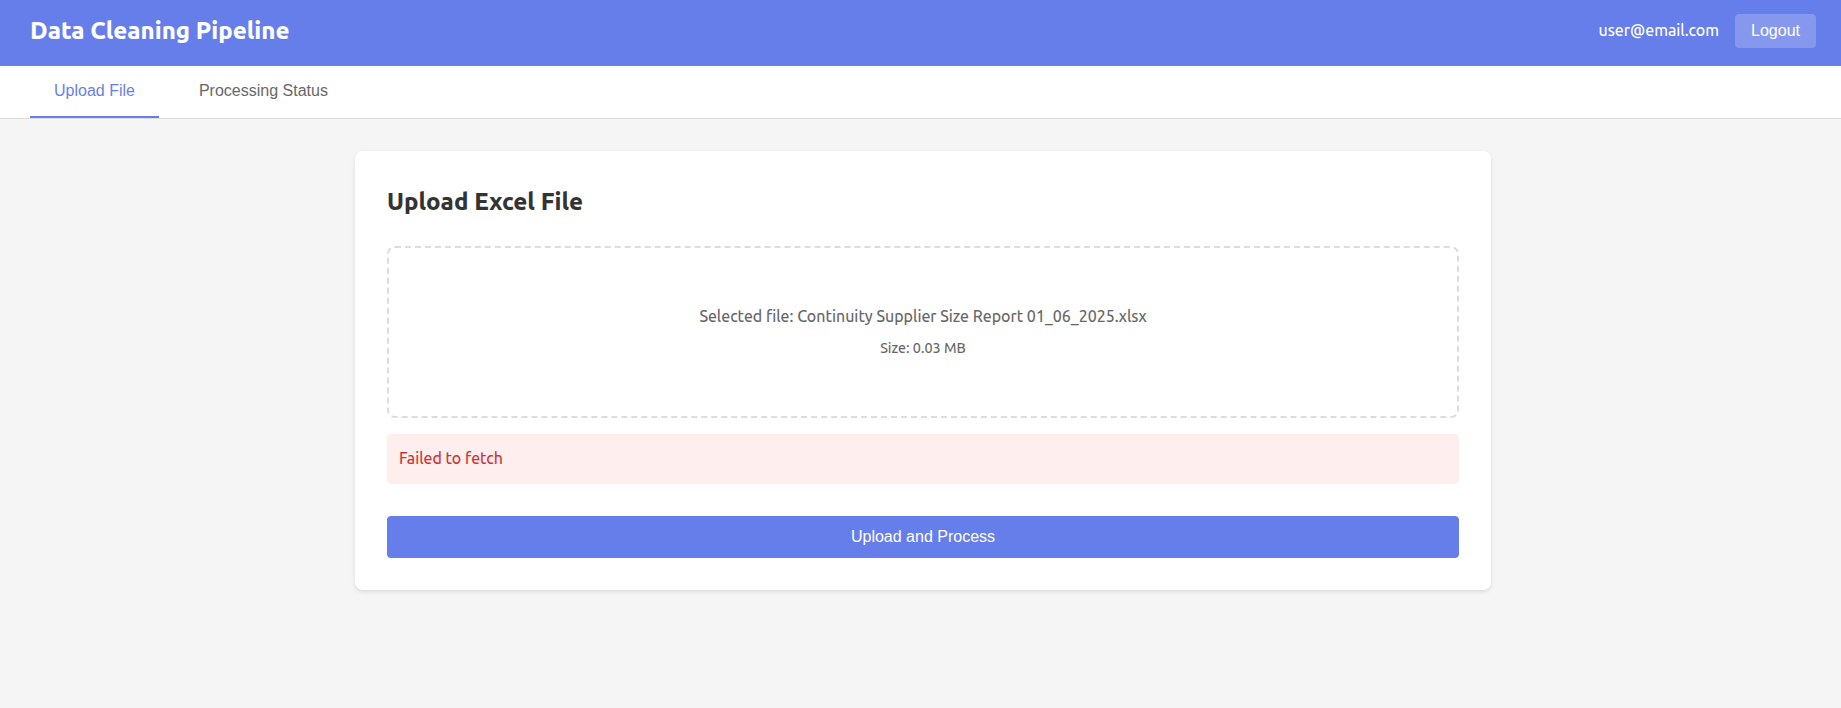 Data Cleaning Pipeline
user@email.com
Logout
Upload File
Processing Status
Upload Excel File
Selected file: Continuity Supplier Size Report 01_06_2025.xlsx
Size: 0.03 MB
Failed to fetch
Upload and Process